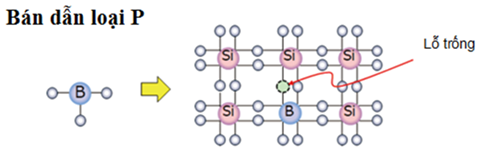 Bán dẫn loại P
Si Si Si
Lỗ trống
B
Si B Si